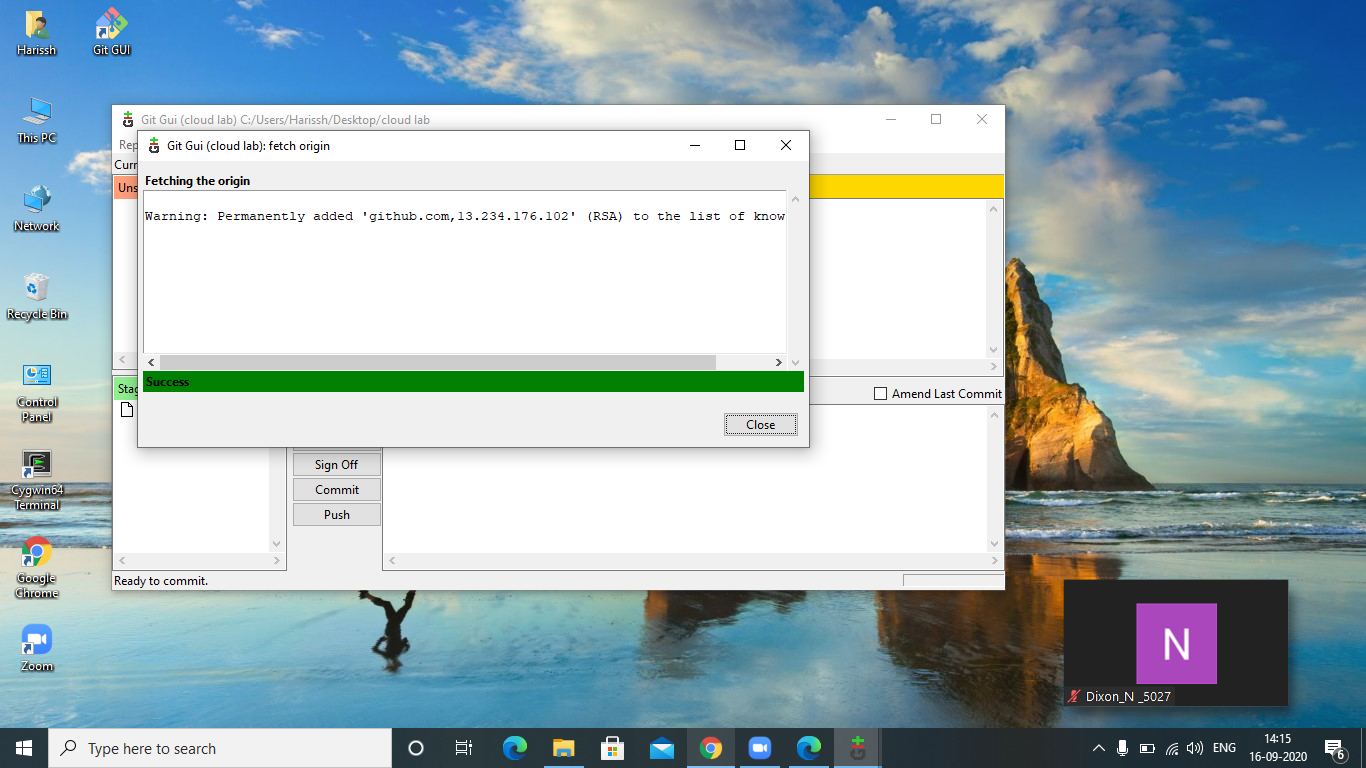 Harissh
Git GUI
This PC
Network
Recycle Bin
Control
Panel
Cygwin64
Terminal
Google
Chrome
Zoom
Git Gui (cloud lab) C:/Users/Harissh/Desktop/cloud lab
Rep
Curr
Uns
Git Gui (cloud lab): fetch origin
Fetching the origin
Warning: Permanently added 'github.com,13.234.176.102' (RSA) to the list of know
Success
Close
Stag
Amend Last Commit
Sign Off
Commit
Push
Ready to commit.
N
Dixon_N _5027
Type here to search
ENG
14:15
16-09-2020
6